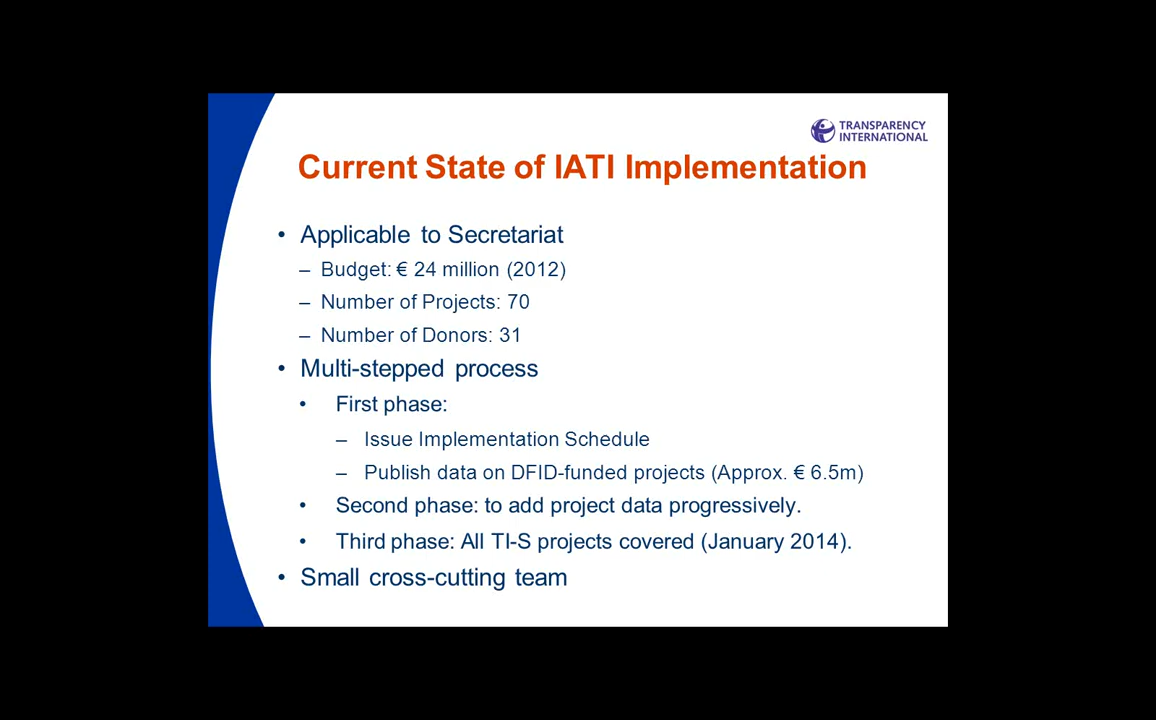 TRANSPARENCY
INTERNATIONAL
Current State of IATI Implementation
• Applicable to Secretariat
– Budget: € 24 million (2012)
– Number of Projects: 70
– Number of Donors: 31
• Multi-stepped process
• First phase:
– Issue Implementation Schedule
– Publish data on DFID-funded projects (Approx. € 6.5m)
• Second phase: to add project data progressively.
• Third phase: All TI-S projects covered (January 2014).
• Small cross-cutting team